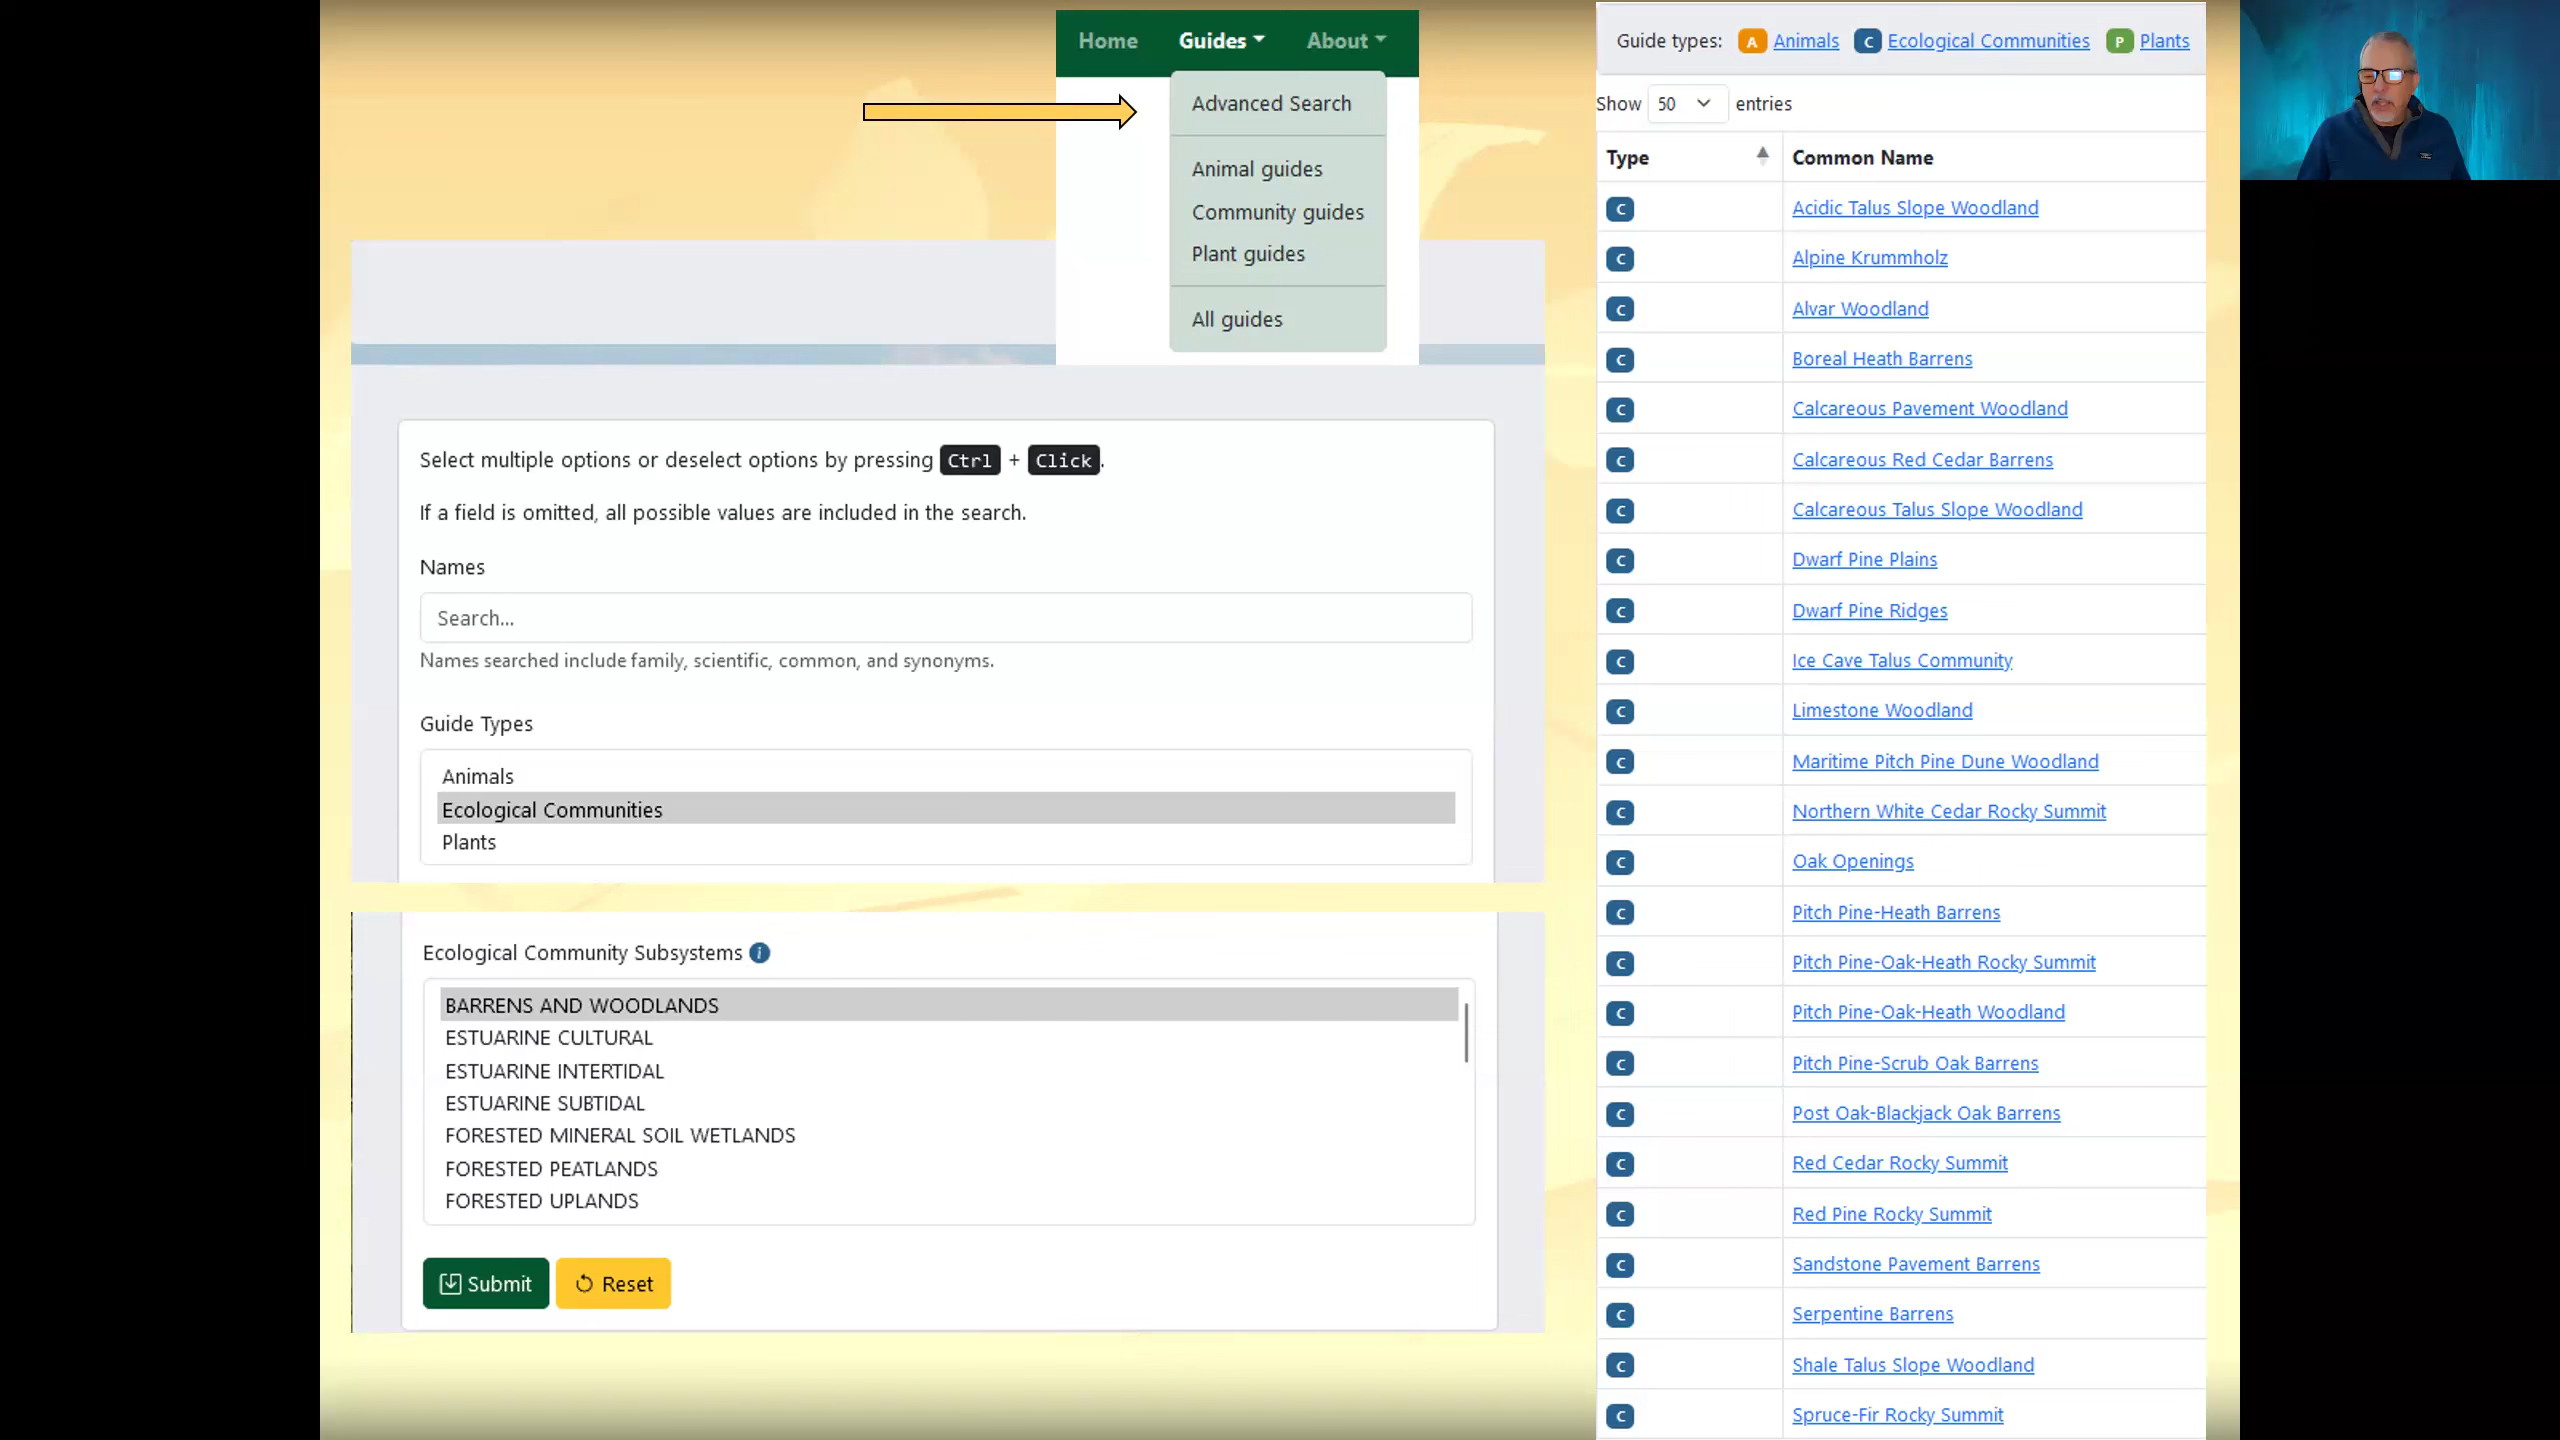 Home Guides About
Advanced Search
Animal guides
Community guides
Plant guides
All guides
Select multiple options or deselect options by pressing Ctrl + Click.
If a field is omitted, all possible values are included in the search.
Names
Search...
Names searched include family, scientific, common, and synonyms.
Guide Types
Animals
Ecological Communities
Plants
Ecological Community Subsystems i
BARRENS AND WOODLANDS
ESTUARINE CULTURAL
ESTUARINE INTERTIDAL
ESTUARINE SUBTIDAL
FORESTED MINERAL SOIL WETLANDS
FORESTED PEATLANDS
FORESTED UPLANDS
Submit Reset
Guide types: A Animals C Ecological Communities P Plants
Show 50 entries
Type Common Name
C Acidic Talus Slope Woodland
C Alpine Krummholz
C Alvar Woodland
C Boreal Heath Barrens
C Calcareous Pavement Woodland
C Calcareous Red Cedar Barrens
C Calcareous Talus Slope Woodland
C Dwarf Pine Plains
C Dwarf Pine Ridges
C Ice Cave Talus Community
C Limestone Woodland
C Maritime Pitch Pine Dune Woodland
C Northern White Cedar Rocky Summit
C Oak Openings
C Pitch Pine-Heath Barrens
C Pitch Pine-Oak-Heath Rocky Summit
C Pitch Pine-Oak-Heath Woodland
C Pitch Pine-Scrub Oak Barrens
C Post Oak-Blackjack Oak Barrens
C Red Cedar Rocky Summit
C Red Pine Rocky Summit
C Sandstone Pavement Barrens
C Serpentine Barrens
C Shale Talus Slope Woodland
C Spruce-Fir Rocky Summit